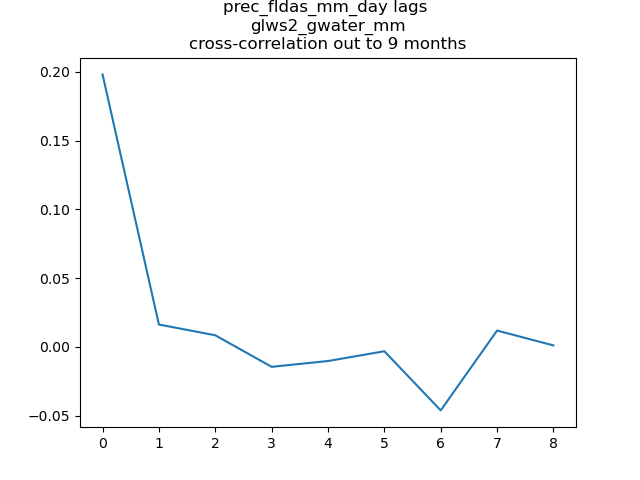 prec_fldas_mm_day lags
glws2_gwater_mm
cross-correlation out to 9 months
0.20
0.15
0.10
0.05
0.00
−0.05
0 1 2 3 4 5 6 7 8